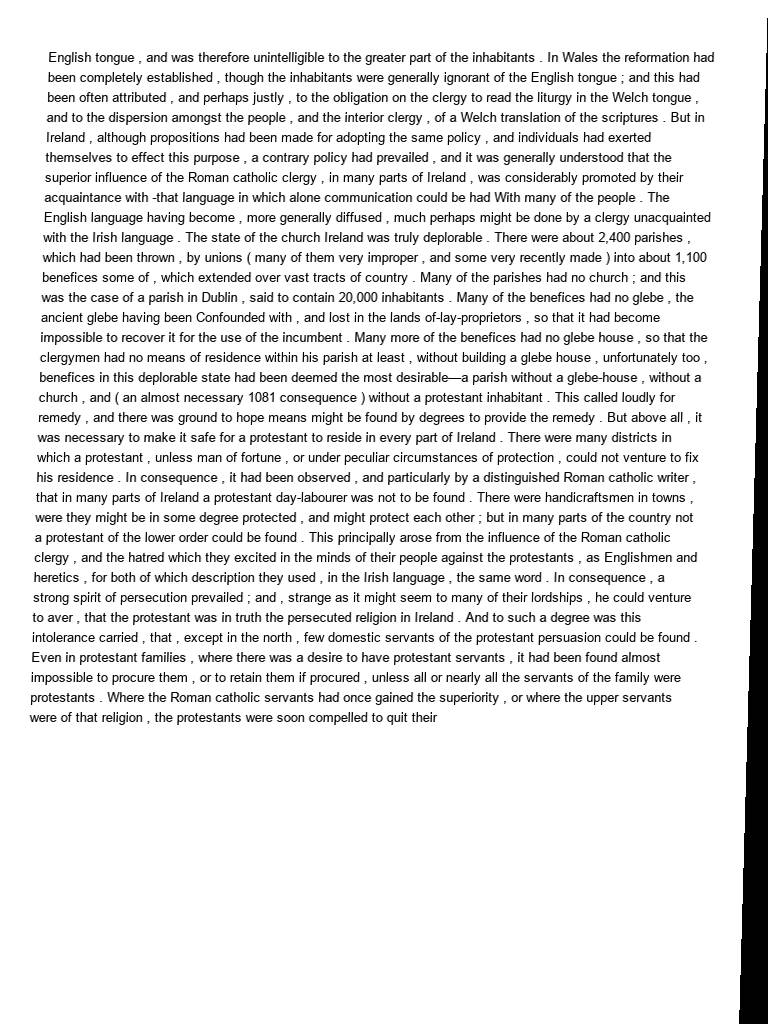 English tongue , and was therefore unintelligible to the greater part of the inhabitants . In Wales the reformation had
been completely established , though the inhabitants were generally ignorant of the English tongue ; and this had
been often attributed , and perhaps justly , to the obligation on the clergy to read the liturgy in the Welch tongue ,
and to the dispersion amongst the people , and the interior clergy , of a Welch translation of the scriptures . But in
Ireland , although propositions had been made for adopting the same policy , and individuals had exerted
themselves to effect this purpose , a contrary policy had prevailed , and it was generally understood that the
superior influence of the Roman catholic clergy , in many parts of Ireland , was considerably promoted by their
acquaintance with -that language in which alone communication could be had With many of the people . The
English language having become , more generally diffused , much perhaps might be done by a clergy unacquainted
with the Irish language . The state of the church Ireland was truly deplorable . There were about 2,400 parishes ,
which had been thrown , by unions ( many of them very improper , and some very recently made ) into about 1,100
benefices some of , which extended over vast tracts of country . Many of the parishes had no church ; and this
was the case of a parish in Dublin , said to contain 20,000 inhabitants . Many of the benefices had no glebe , the
ancient glebe having been Confounded with , and lost in the lands of-lay-proprietors , so that it had become
impossible to recover it for the use of the incumbent . Many more of the benefices had no glebe house , so that the
clergymen had no means of residence within his parish at least , without building a glebe house , unfortunately too ,
benefices in this deplorable state had been deemed the most desirable—a parish without a glebe-house , without a
church , and ( an almost necessary 1081 consequence ) without a protestant inhabitant . This called loudly for
remedy , and there was ground to hope means might be found by degrees to provide the remedy . But above all , it
was necessary to make it safe for a protestant to reside in every part of Ireland . There were many districts in
which a protestant , unless man of fortune , or under peculiar circumstances of protection , could not venture to fix
his residence . In consequence , it had been observed , and particularly by a distinguished Roman catholic writer ,
that in many parts of Ireland a protestant day-labourer was not to be found . There were handicraftsmen in towns ,
were they might be in some degree protected , and might protect each other ; but in many parts of the country not
a protestant of the lower order could be found . This principally arose from the influence of the Roman catholic
clergy , and the hatred which they excited in the minds of their people against the protestants , as Englishmen and
heretics , for both of which description they used , in the Irish language , the same word . In consequence , a
strong spirit of persecution prevailed ; and , strange as it might seem to many of their lordships , he could venture
to aver , that the protestant was in truth the persecuted religion in Ireland . And to such a degree was this
intolerance carried , that , except in the north , few domestic servants of the protestant persuasion could be found .
Even in protestant families , where there was a desire to have protestant servants , it had been found almost
impossible to procure them , or to retain them if procured , unless all or nearly all the servants of the family were
protestants . Where the Roman catholic servants had once gained the superiority , or where the upper servants
were of that religion , the protestants were soon compelled to quit their